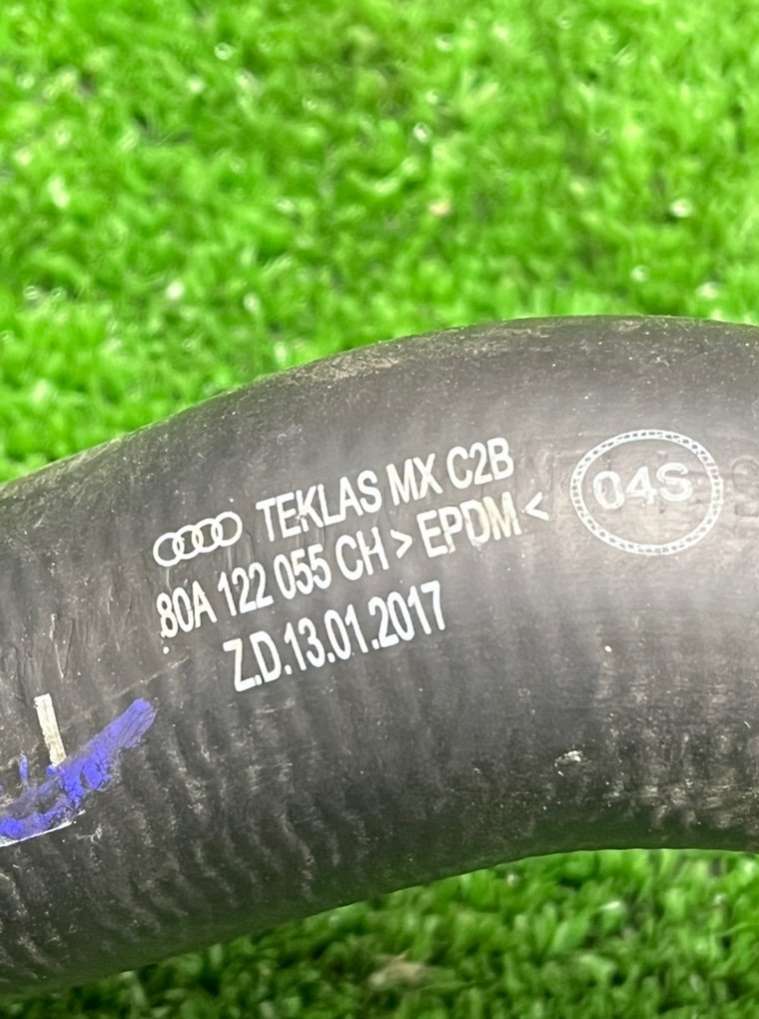 TEKLAS MX C2B
80A 122 055 CH > EPDM <
Z.D.13.01.2017
04S